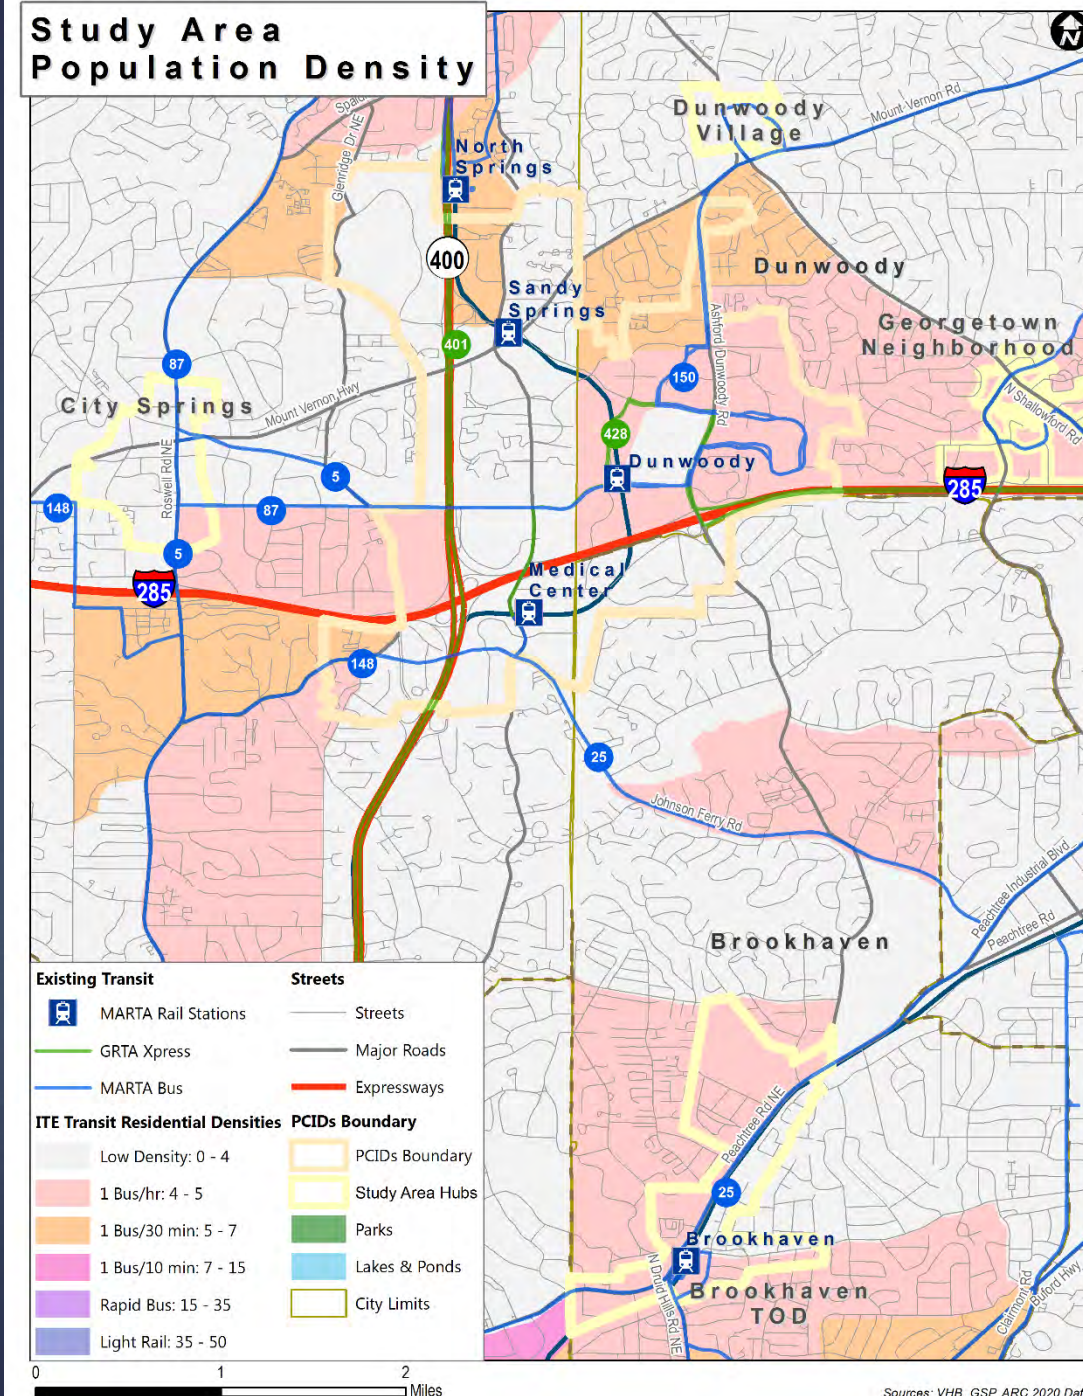 Study Area
Population Density
N
Spald
Glenridge Dr NE
North
Springs
Dunwoody
Village
Mount Vernon Rd
400
Sandy
Springs
Dunwoody
Georgetown
Neighborhood
401
87
150
Ashford Dunwoody Rd
N Shallowford Rd
City Springs
Mount Vernon Hwy
428
Roswell Rd NE
5
Dunwoody
148
87
285
5
285
Medical
Center
148
25
Johnson Ferry Rd
Peachtree Industrial Blvd
Peachtree Rd
Brookhaven
Peachtree Rd NE
25
Brookhaven
N Druid Hills Rd NE
Brookhaven
TOD
Clairmont Rd
Buford Hwy
Existing Transit
MARTA Rail Stations
GRTA Xpress
MARTA Bus
Streets
Streets
Major Roads
Expressways
ITE Transit Residential Densities
Low Density: 0 - 4
1 Bus/hr: 4 - 5
1 Bus/30 min: 5 - 7
1 Bus/10 min: 7 - 15
Rapid Bus: 15 - 35
Light Rail: 35 - 50
PCIDs Boundary
PCIDs Boundary
Study Area Hubs
Parks
Lakes & Ponds
City Limits
0 1 2
Miles
Sources: VHB, GSP, ARC 2020 Dat